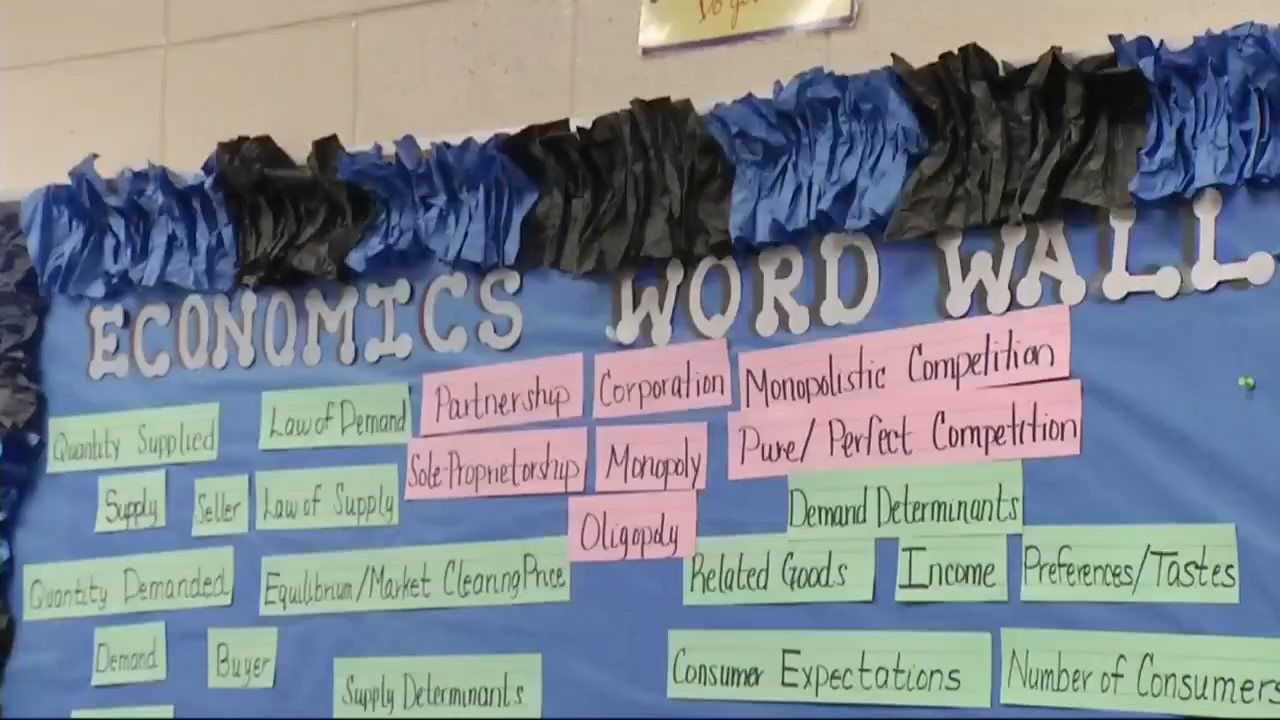 ECONOMICS WORD WALL
Partnership
Corporation
Monopolistic Competition
Quantity Supplied
Law of Demand
Sole-Proprietorship
Monopoly
Pure/Perfect Competition
Supply
Seller
Law of Supply
Oligopoly
Demand Determinants
Quantity Demanded
Equilibrium/Market Clearing Price
Related Goods
Income
Preferences/Tastes
Demand
Buyer
Supply Determinants
Consumer Expectations
Number of Consumers